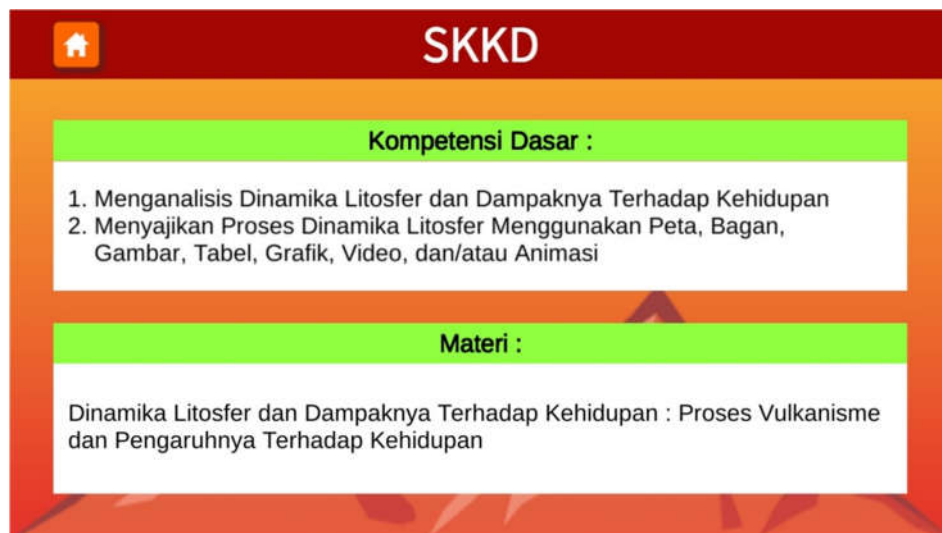 SKKD
Kompetensi Dasar :
1. Menganalisis Dinamika Litosfer dan Dampaknya Terhadap Kehidupan
2. Menyajikan Proses Dinamika Litosfer Menggunakan Peta, Bagan,
Gambar, Tabel, Grafik, Video, dan/atau Animasi
Materi :
Dinamika Litosfer dan Dampaknya Terhadap Kehidupan : Proses Vulkanisme
dan Pengaruhnya Terhadap Kehidupan